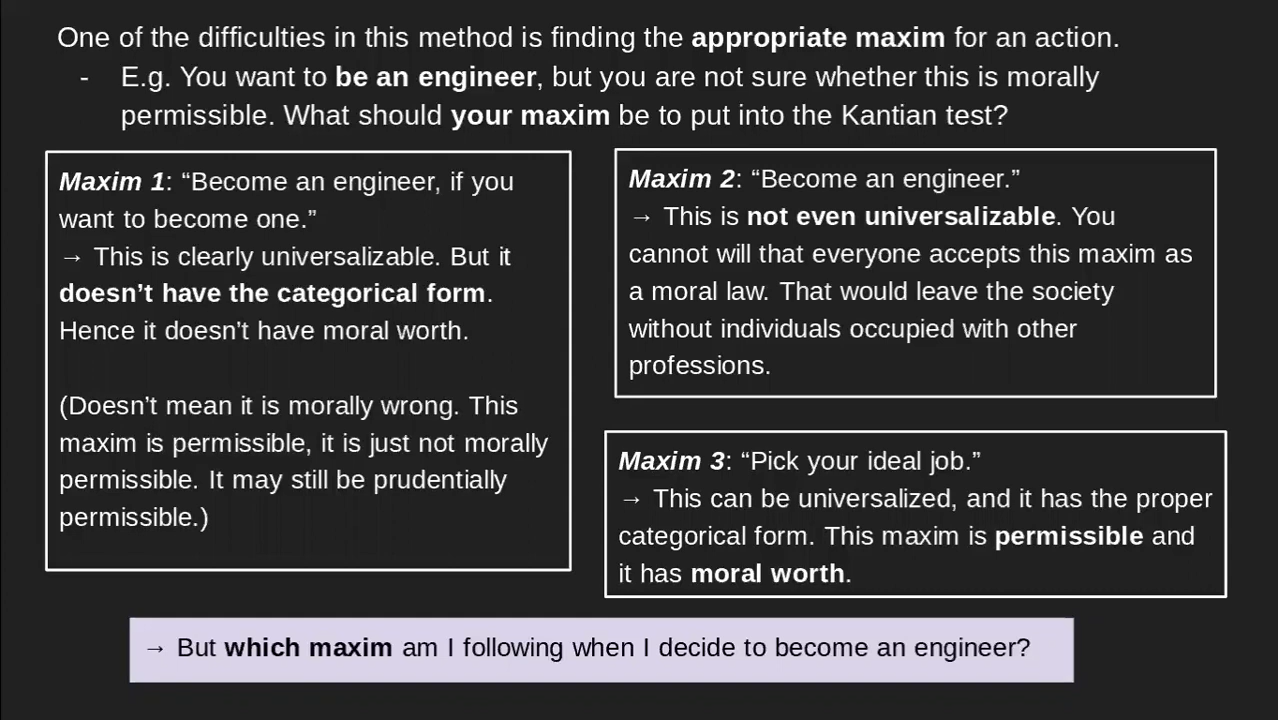 One of the difficulties in this method is finding the appropriate maxim for an action.
- E.g. You want to be an engineer, but you are not sure whether this is morally
permissible. What should your maxim be to put into the Kantian test?
Maxim 1: “Become an engineer, if you
want to become one.”
→ This is clearly universalizable. But it
doesn’t have the categorical form.
Hence it doesn’t have moral worth.
(Doesn’t mean it is morally wrong. This
maxim is permissible, it is just not morally
permissible. It may still be prudentially
permissible.)
Maxim 2: “Become an engineer.”
→ This is not even universalizable. You
cannot will that everyone accepts this maxim as
a moral law. That would leave the society
without individuals occupied with other
professions.
Maxim 3: “Pick your ideal job.”
→ This can be universalized, and it has the proper
categorical form. This maxim is permissible and
it has moral worth.
→ But which maxim am I following when I decide to become an engineer?